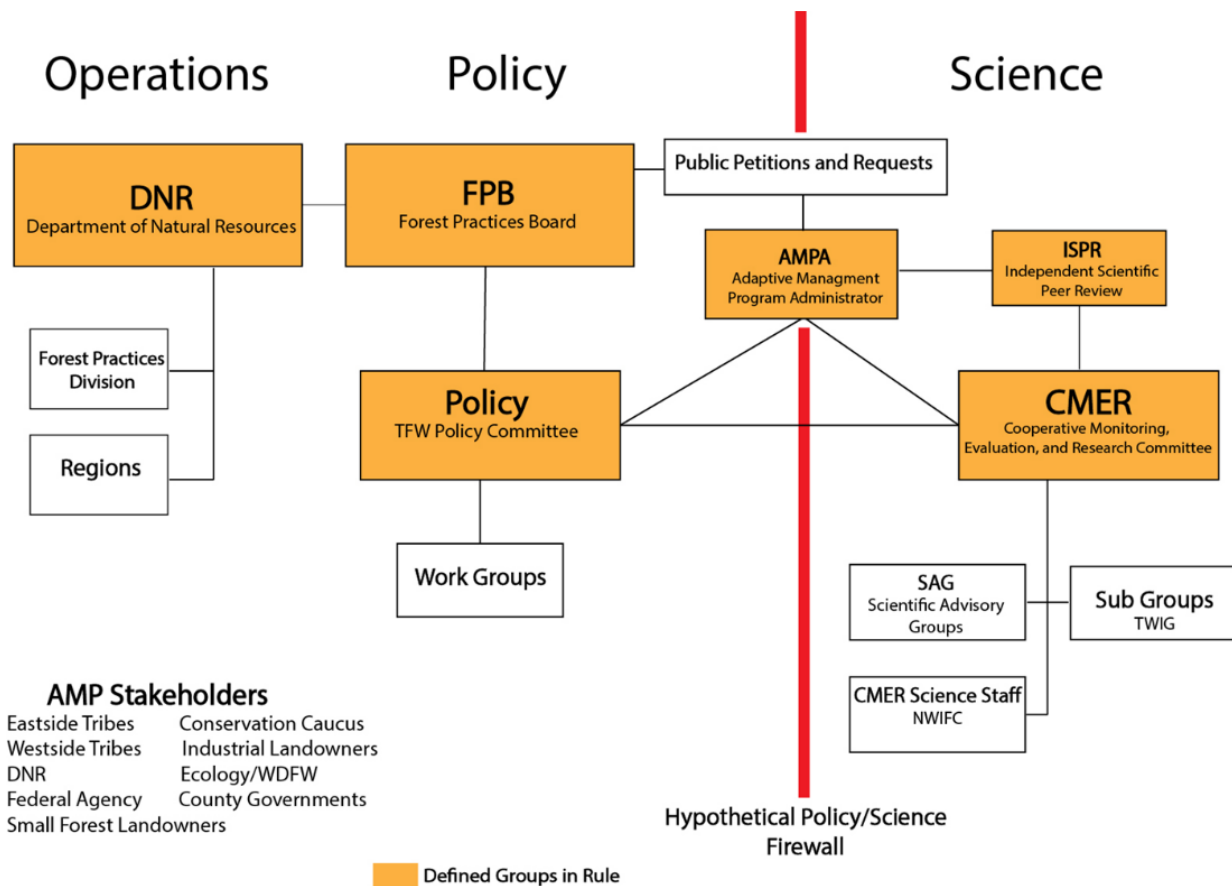 Operations
Policy
Science
DNR
Department of Natural Resources
FPB
Forest Practices Board
Public Petitions and Requests
AMPA
Adaptive Managment
Program Administrator
ISPR
Independent Scientific
Peer Review
Forest Practices
Division
Regions
Policy
TFW Policy Committee
CMER
Cooperative Monitoring,
Evaluation, and Research Committee
Work Groups
SAG
Scientific Advisory
Groups
Sub Groups
TWIG
CMER Science Staff
NWIFC
AMP Stakeholders
Eastside Tribes Conservation Caucus
Westside Tribes Industrial Landowners
DNR Ecology/WDFW
Federal Agency County Governments
Small Forest Landowners
Hypothetical Policy/Science
Firewall
Defined Groups in Rule